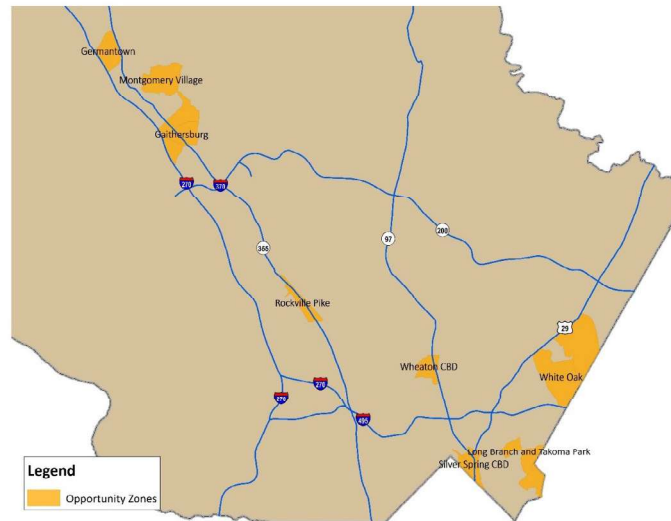 Germantown
Montgomery Village
Gaithersburg
270
370
200
97
355
Rockville Pike
29
Wheaton CBD
White Oak
270
270
495
Long Branch and Takoma Park
Silver Spring CBD
Legend
Opportunity Zones